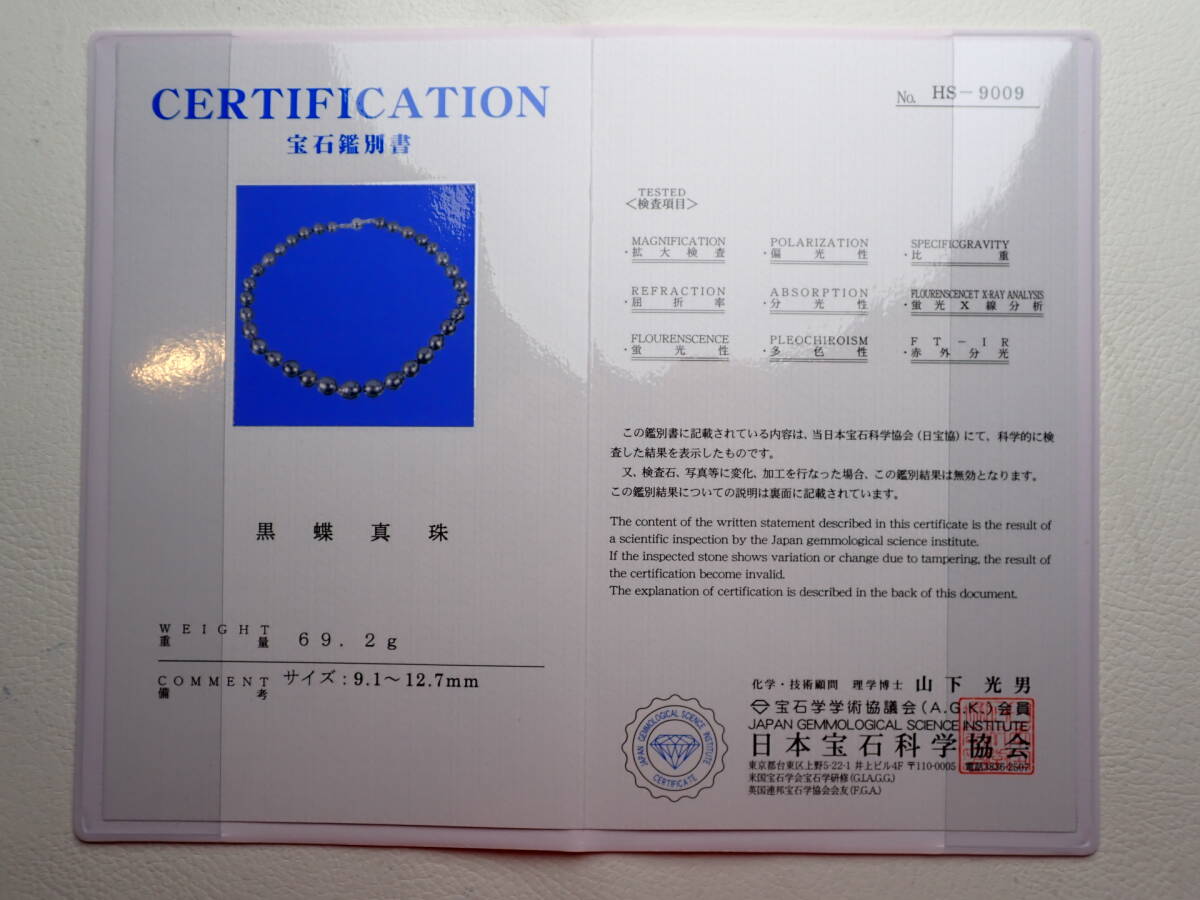 CERTIFICATION
宝石鑑別書
黒蝶真珠
WEIGHT
重量 69.2g
COMMENT サイズ:9.1～12.7mm
備考
No. HS-9009
TESTED
<検査項目>
MAGNIFICATION POLARIZATION SPECIFICGRAVITY
・拡大検査 ・偏光性 ・比重
REFRACTION ABSORPTION FLOURENSCENCET X-RAY ANALYSIS
・屈折率 ・分光性 ・蛍光X線分析
FLOURENSCENCE PLEOCHIROISM FT-IR
・蛍光性 ・多色性 ・赤外分光
この鑑別書に記載されている内容は、当日本宝石科学協会(日宝協)にて、科学的に検
査した結果を表示したものです。
又、検査石、写真等に変化、加工を行なった場合、この鑑別結果は無効となります。
この鑑別結果についての説明は裏面に記載されています。
The content of the written statement described in this certificate is the result of
a scientific inspection by the Japan gemmological science institute.
If the inspected stone shows variation or change due to tampering, the result of
the certification become invalid.
The explanation of certification is described in the back of this document.
化学・技術顧問 理学博士 山下光男
宝石学学術協議会(A.G.K.)会員
JAPAN GEMMOLOGICAL SCIENCE INSTITUTE
日本宝石科学協会
東京都台東区上野5-22-1 井上ビル4F 〒110-0005 電話3836-2507
米国宝石学会宝石学研修(G.I.A.G.G.)
英国連邦宝石学協会会友(F.G.A.)
JAPAN GEMMOLOGICAL SCIENCE INSTITUTE
CERTIFICATE